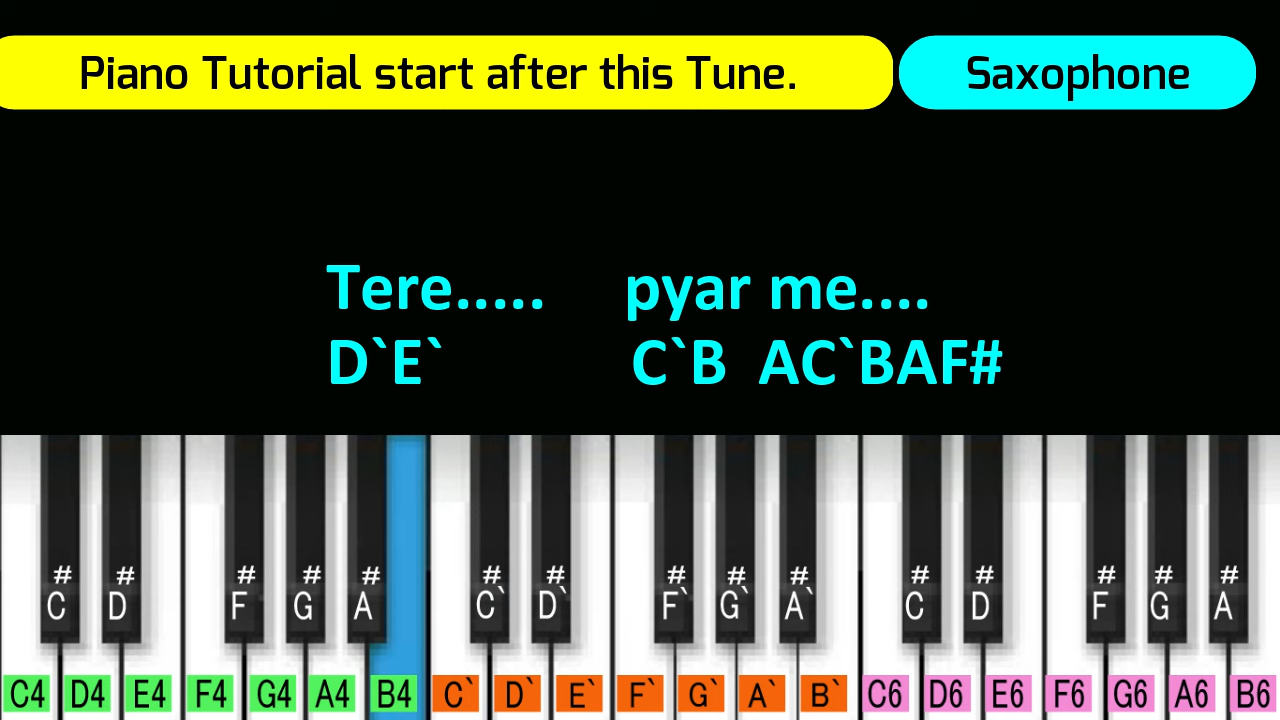 Piano Tutorial start after this Tune. Saxophone
Tere..... pyar me....
D`E` C`B AC`BAF#
# # # # # # # # # # # # # # #
C D F G A C` D` F` G` A` C D F G A
C4 D4 E4 F4 G4 A4 B4 C` D` E` F` G` A` B` C6 D6 E6 F6 G6 A6 B6